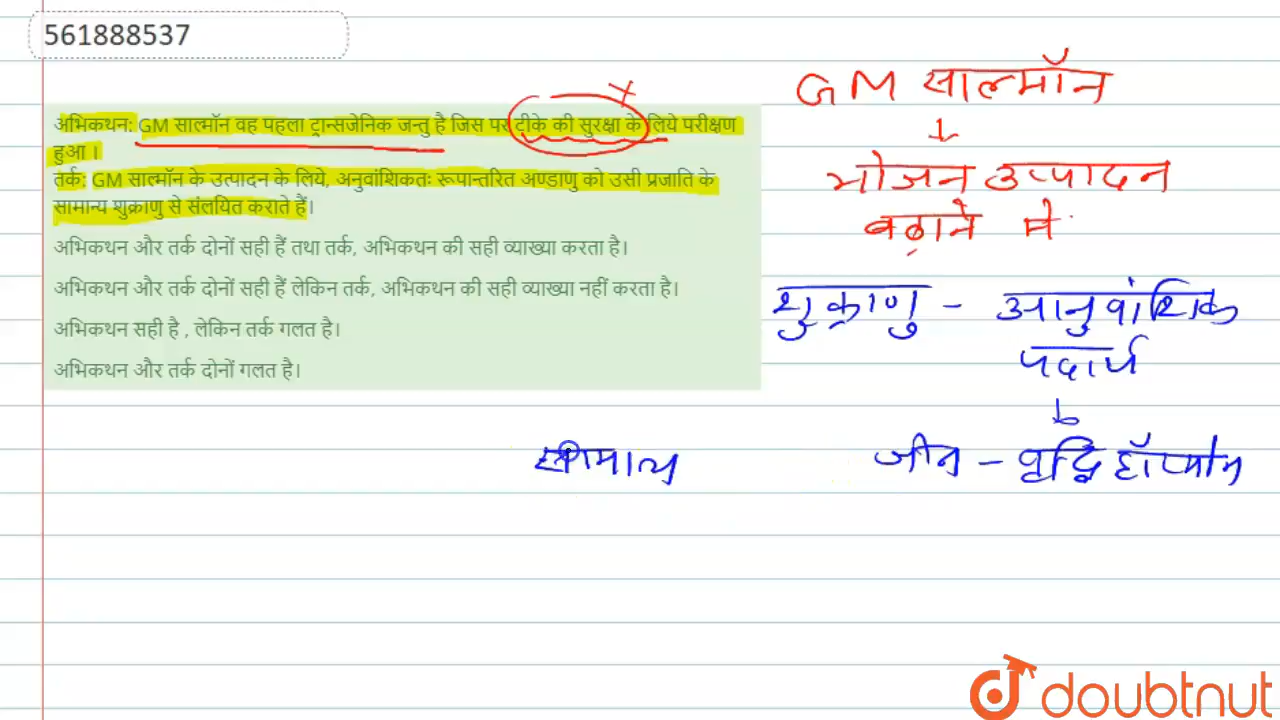 561888537
अभिकथन: GM साल्मॉन वह पहला ट्रान्सजेनिक जन्तु है जिस पर टीके की सुरक्षा के लिये परीक्षण
हुआ ।
तर्क: GM साल्मॉन के उत्पादन के लिये, अनुवांशिकतः रूपान्तरित अण्डाणु को उसी प्रजाति के
सामान्य शुक्राणु से संलयित कराते हैं।
अभिकथन और तर्क दोनों सही हैं तथा तर्क, अभिकथन की सही व्याख्या करता है।
अभिकथन और तर्क दोनों सही हैं लेकिन तर्क, अभिकथन की सही व्याख्या नहीं करता है।
अभिकथन सही है , लेकिन तर्क गलत है।
अभिकथन और तर्क दोनों गलत है।
GM साल्मॉन
भोजन उत्पादन
बढ़ाने में
शुक्राणु - आनुवांशिक
पदार्थ
जीन - वृद्धि हॉर्मोन
सामान्य
doubtnut